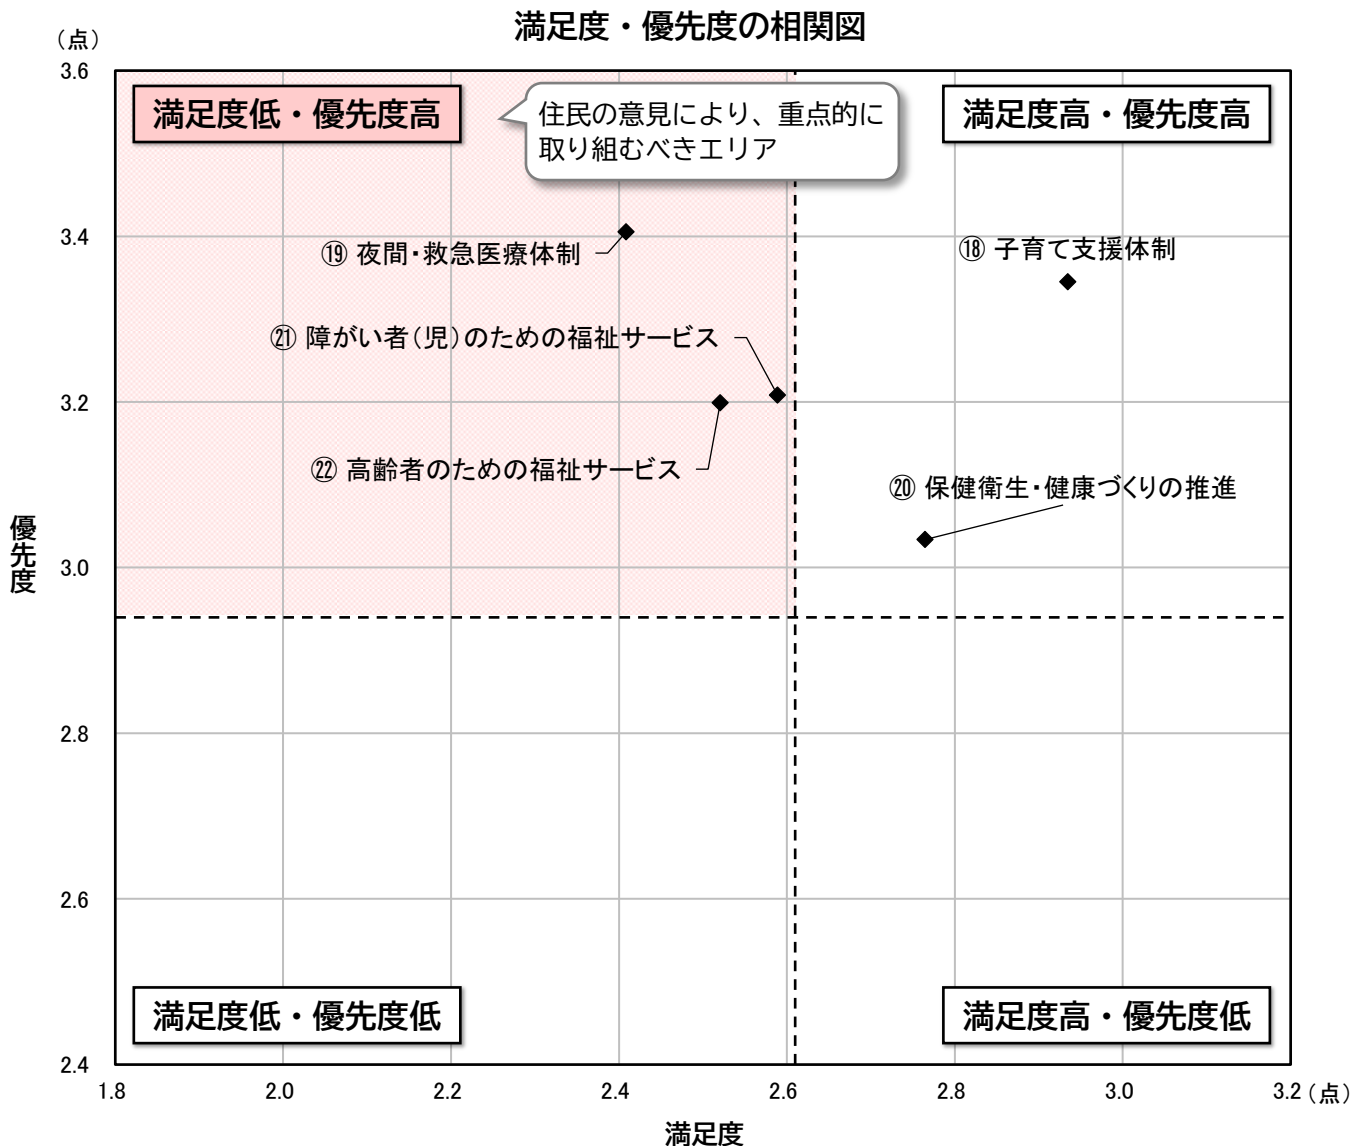 満足度・優先度の相関図
（点）
3.6
満足度低・優先度高
住民の意見により、重点的に
取り組むべきエリア
満足度高・優先度高
3.4
⑲ 夜間・救急医療体制
⑱ 子育て支援体制
㉑ 障がい者（児）のための福祉サービス
3.2
㉒ 高齢者のための福祉サービス
⑳ 保健衛生・健康づくりの推進
優先度
3.0
2.8
2.6
満足度低・優先度低
満足度高・優先度低
2.4
1.8 2.0 2.2 2.4 2.6 2.8 3.0 3.2（点）
満足度